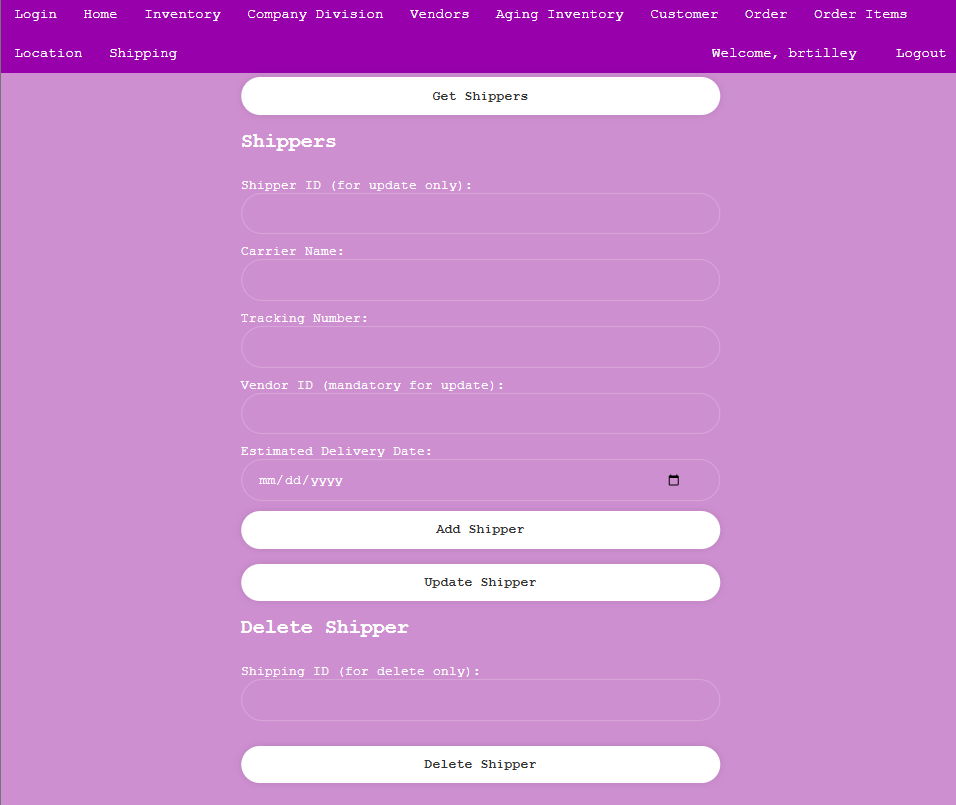 Login Home Inventory Company Division Vendors Aging Inventory Customer Order Order Items
Location Shipping Welcome, brtilley Logout
Get Shippers
Shippers
Shipper ID (for update only):
Carrier Name:
Tracking Number:
Vendor ID (mandatory for update):
Estimated Delivery Date:
mm/dd/yyyy
Add Shipper
Update Shipper
Delete Shipper
Shipping ID (for delete only):
Delete Shipper